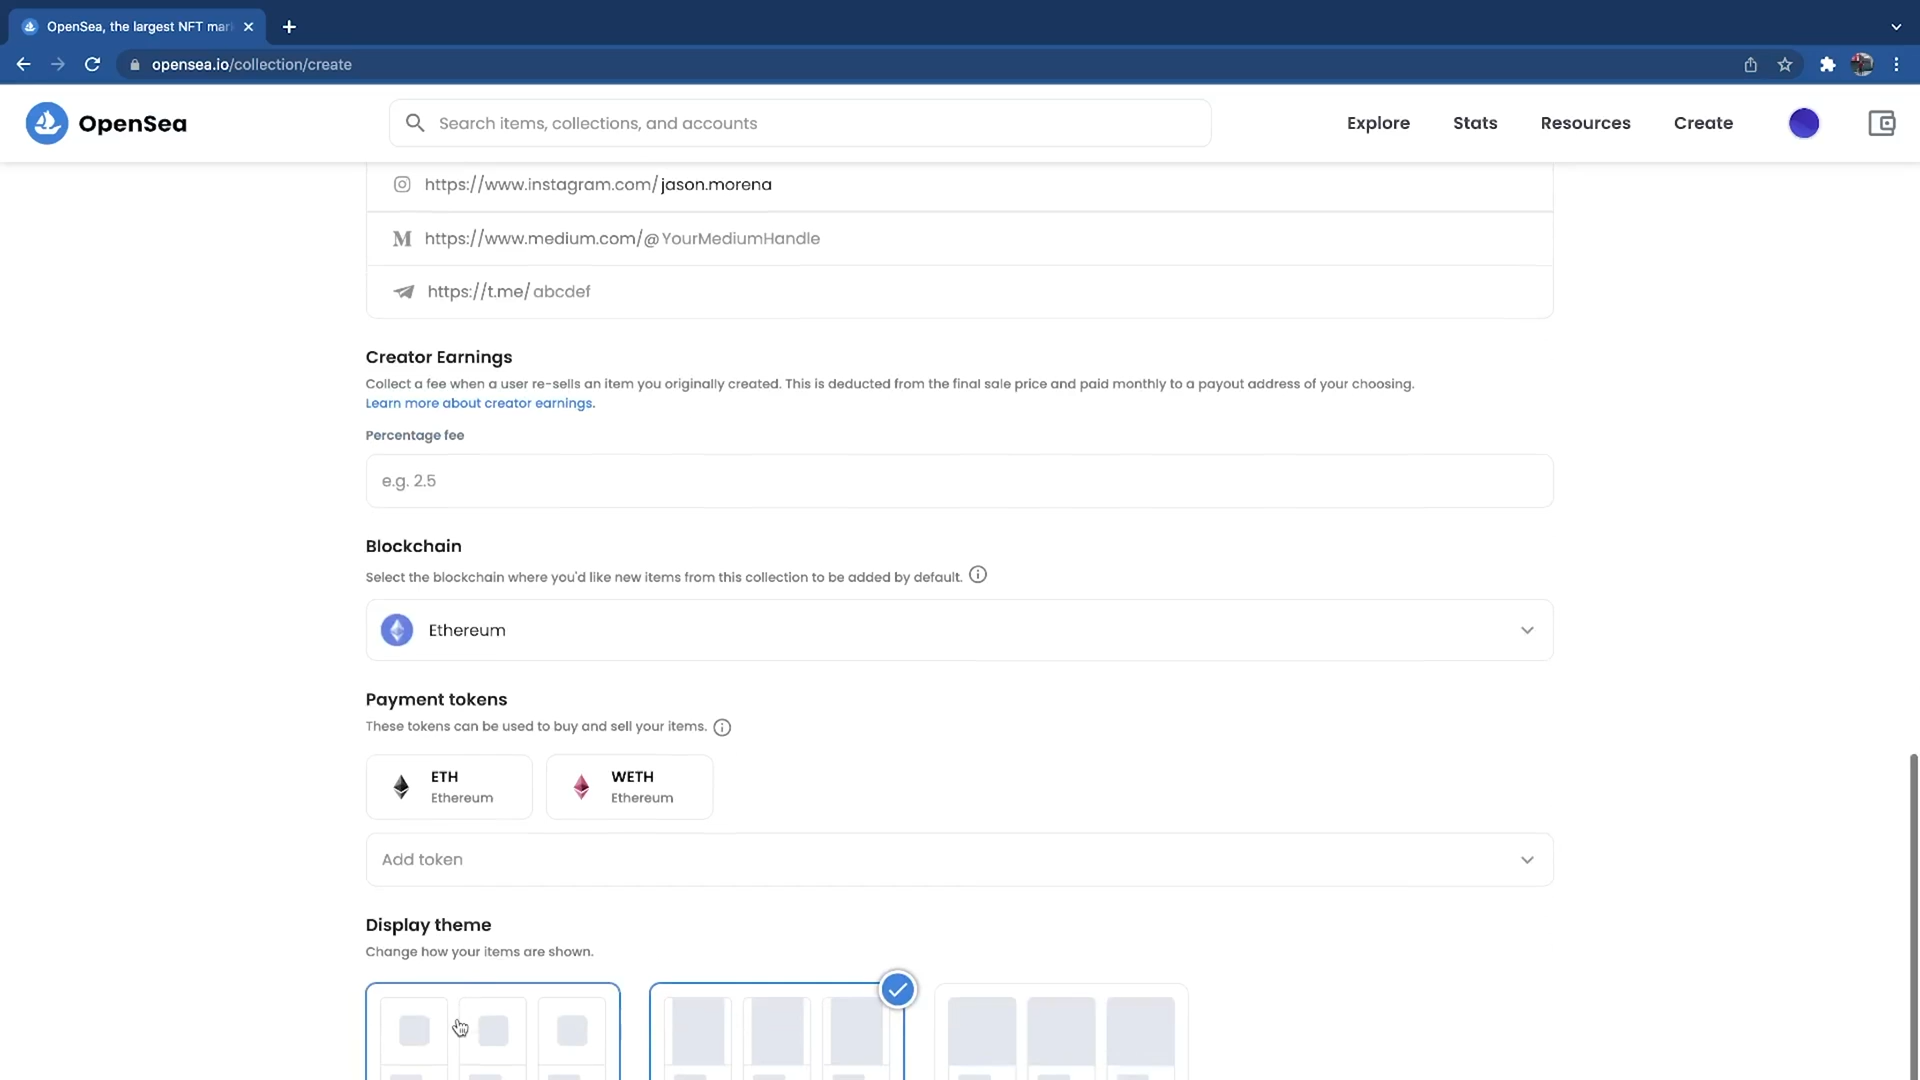 OpenSea, the largest NFT mar
opensea.io/collection/create
OpenSea
Search items, collections, and accounts
Explore
Stats
Resources
Create
https://www.instagram.com/jason.morena
https://www.medium.com/@YourMediumHandle
https://t.me/abcdef
Creator Earnings
Collect a fee when a user re-sells an item you originally created. This is deducted from the final sale price and paid monthly to a payout address of your choosing.
Learn more about creator earnings.
Percentage fee
e.g. 2.5
Blockchain
Select the blockchain where you'd like new items from this collection to be added by default.
Ethereum
Payment tokens
These tokens can be used to buy and sell your items.
ETH
Ethereum
WETH
Ethereum
Add token
Display theme
Change how your items are shown.